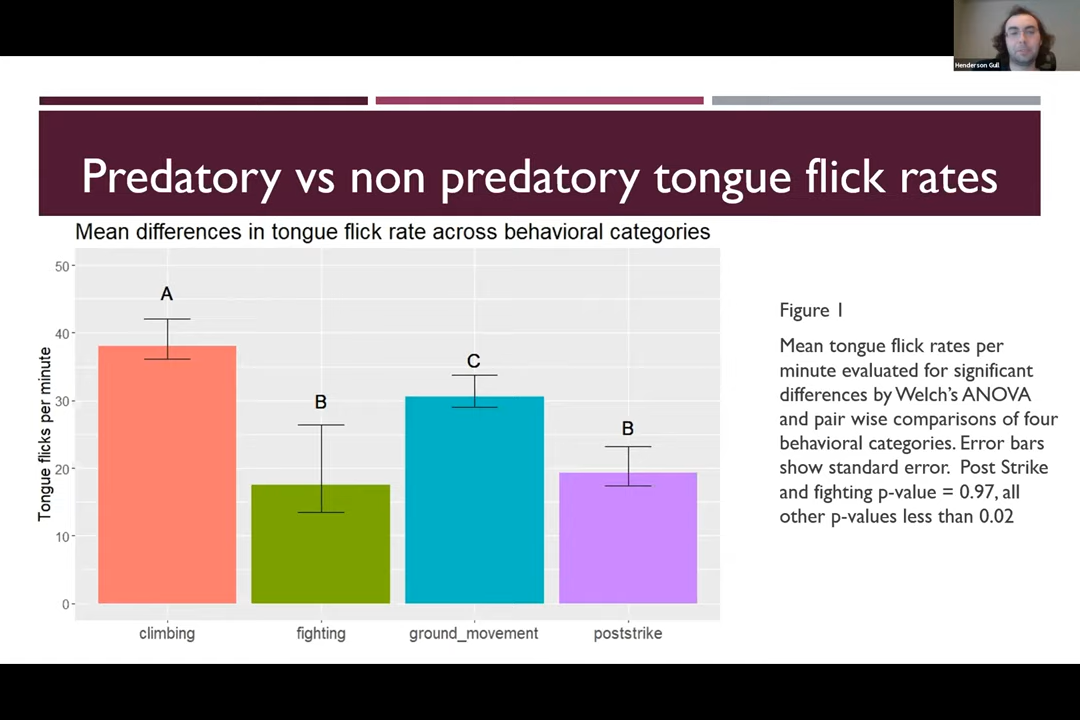 Henderson Gull
Predatory vs non predatory tongue flick rates
Mean differences in tongue flick rate across behavioral categories
Tongue flicks per minute
50
40
30
20
10
0
A
B
C
B
climbing
fighting
ground_movement
poststrike
Figure 1
Mean tongue flick rates per
minute evaluated for significant
differences by Welch's ANOVA
and pair wise comparisons of four
behavioral categories. Error bars
show standard error. Post Strike
and fighting p-value = 0.97, all
other p-values less than 0.02